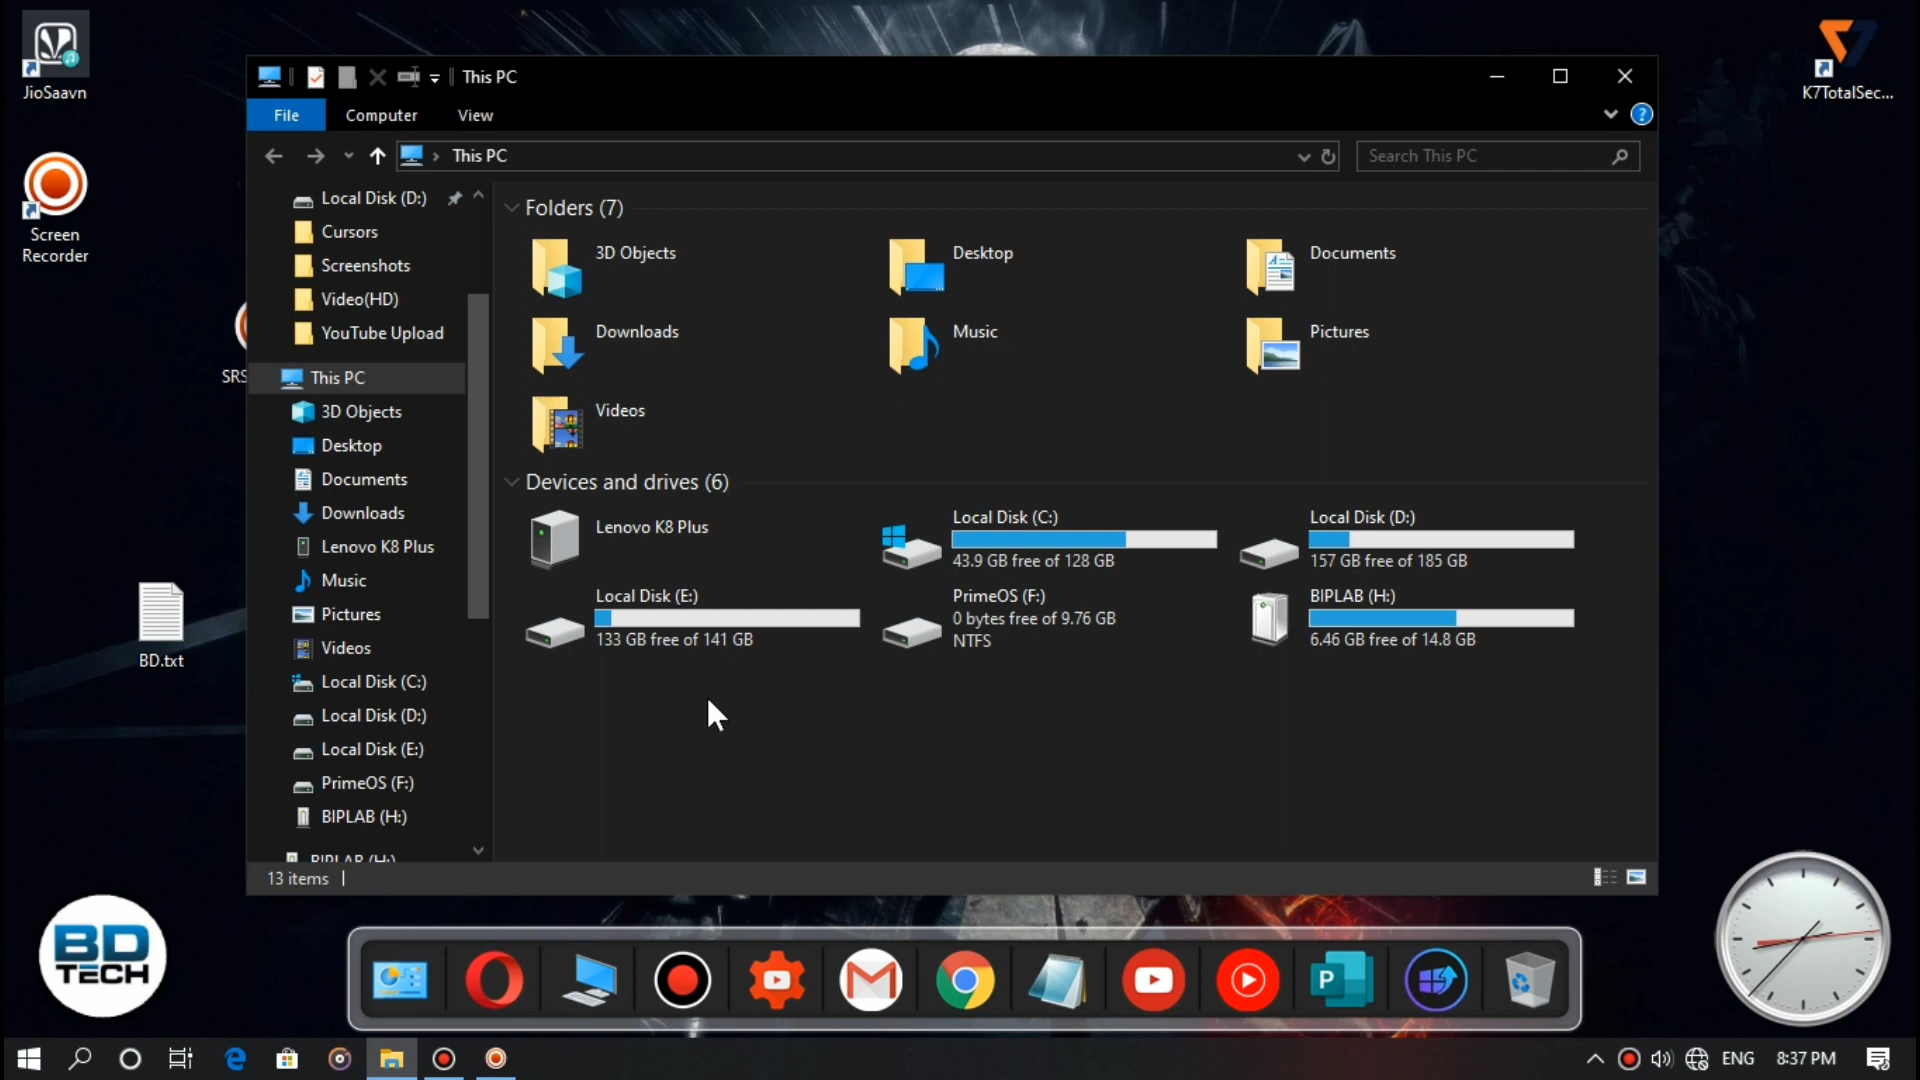 JioSaavn
K7TotalSec...
Screen
Recorder
SRS
BD.txt
This PC
File
Computer
View
This PC
Search This PC
Local Disk (D:)
Cursors
Screenshots
Video(HD)
YouTube Upload
This PC
3D Objects
Desktop
Documents
Downloads
Lenovo K8 Plus
Music
Pictures
Videos
Local Disk (C:)
Local Disk (D:)
Local Disk (E:)
PrimeOS (F:)
BIPLAB (H:)
BIPLAB (H:)
Folders (7)
3D Objects
Desktop
Documents
Downloads
Music
Pictures
Videos
Devices and drives (6)
Lenovo K8 Plus
Local Disk (C:)
43.9 GB free of 128 GB
Local Disk (D:)
157 GB free of 185 GB
Local Disk (E:)
133 GB free of 141 GB
PrimeOS (F:)
0 bytes free of 9.76 GB
NTFS
BIPLAB (H:)
6.46 GB free of 14.8 GB
13 items
BD
TECH
P
ENG
8:37 PM